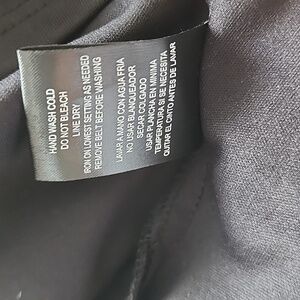 HAND WASH COLD
DO NOT BLEACH
LINE DRY
IRON ON LOWEST SETTING AS NEEDED
REMOVE BELT BEFORE WASHING
LAVAR A MANO CON AGUA FRIA
NO USAR BLANQUEADOR
SECAR COLGADO
USAR PLANCHA EN MINIMA
TEMPERATURA SI ES NECESARIO
QUITAR EL CINTO ANTES DE LAVAR